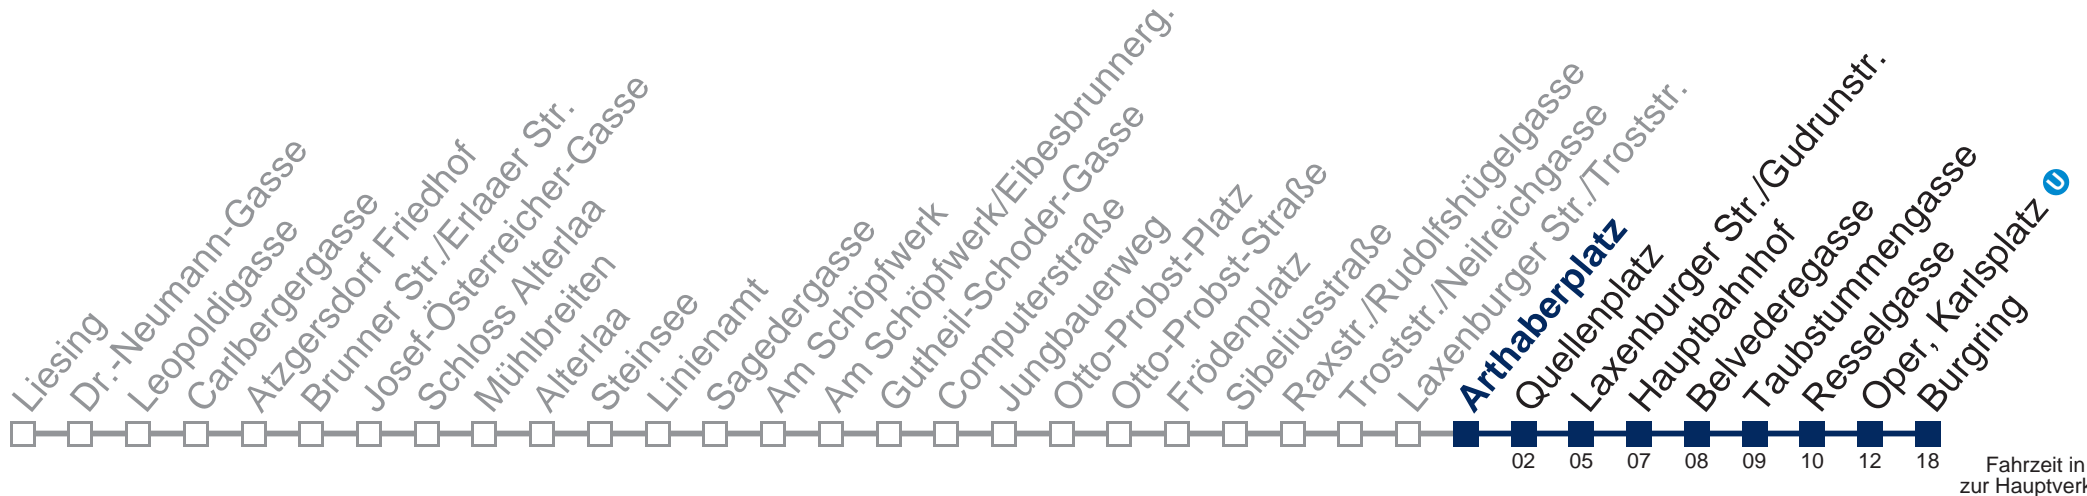 Liesing
Dr.-Neumann-Gasse
Leopoldigasse
Carlbergergasse
Atzgersdorf Friedhof
Brunner Str./Erlaaer Str.
Josef-Österreicher-Gasse
Schloss Alterlaa
Mühlbreiten
Alterlaa
Steinsee
Linienamt
Sagedergasse
Am Schöpfwerk
Am Schöpfwerk/Eibesbrunnerg.
Gutheil-Schoder-Gasse
Computerstraße
Jungbauerweg
Otto-Probst-Platz
Otto-Probst-Straße
Frödenplatz
Sibeliusstraße
Raxstr./Rudolfshügelgasse
Troststr./Neilreichgasse
Laxenburger Str./Troststr.
Arthaberplatz
Quellenplatz
Laxenburger Str./Gudrunstr.
Hauptbahnhof
Belvederegasse
Taubstummengasse
Resselgasse
Oper, Karlsplatz U
Burgring
02 05 07 08 09 10 12 18
Fahrzeit in
zur Hauptverk